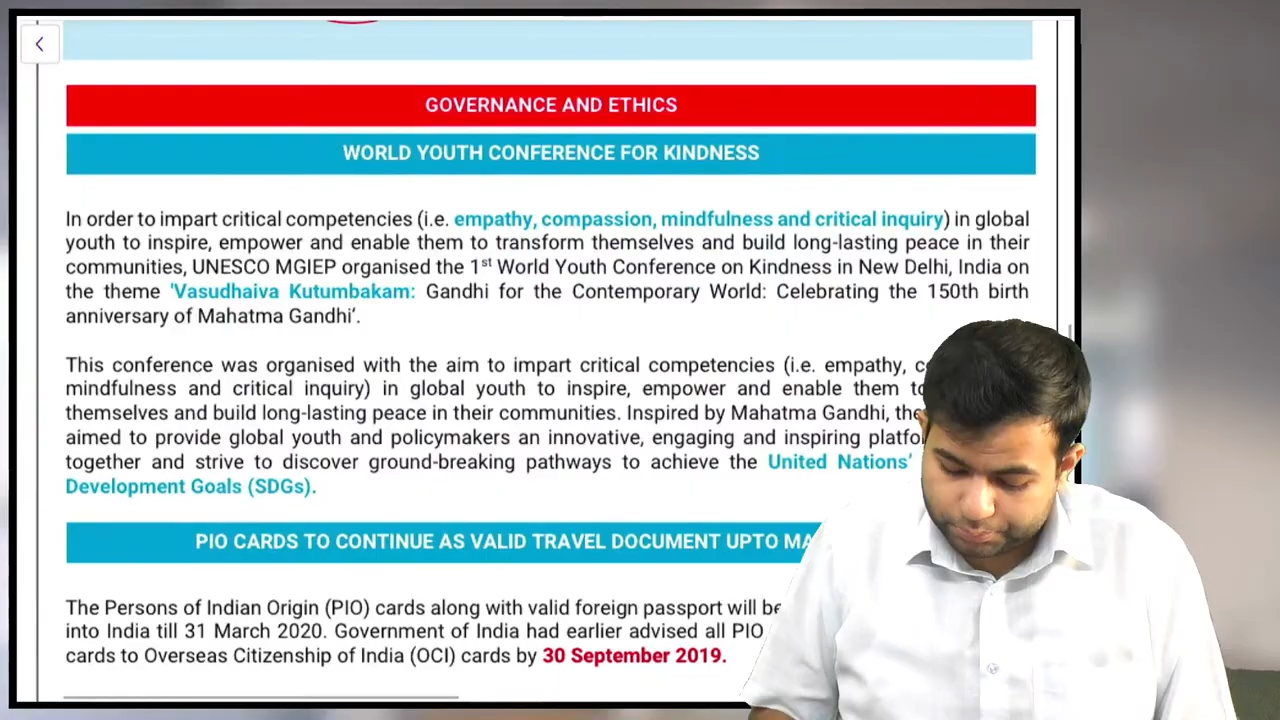 GOVERNANCE AND ETHICS
WORLD YOUTH CONFERENCE FOR KINDNESS
In order to impart critical competencies (i.e. empathy, compassion, mindfulness and critical inquiry) in global
youth to inspire, empower and enable them to transform themselves and build long-lasting peace in their
communities, UNESCO MGIEP organised the 1st World Youth Conference on Kindness in New Delhi, India on
the theme 'Vasudhaiva Kutumbakam: Gandhi for the Contemporary World: Celebrating the 150th birth
anniversary of Mahatma Gandhi’.
This conference was organised with the aim to impart critical competencies (i.e. empathy,
mindfulness and critical inquiry) in global youth to inspire, empower and enable them
themselves and build long-lasting peace in their communities. Inspired by Mahatma Gandhi,
aimed to provide global youth and policymakers an innovative, engaging and inspiring
together and strive to discover ground-breaking pathways to achieve the United Nations’
Development Goals (SDGs).
PIO CARDS TO CONTINUE AS VALID TRAVEL DOCUMENT UPTO
The Persons of Indian Origin (PIO) cards along with valid foreign passport will be
into India till 31 March 2020. Government of India had earlier advised all PIO
cards to Overseas Citizenship of India (OCI) cards by 30 September 2019.